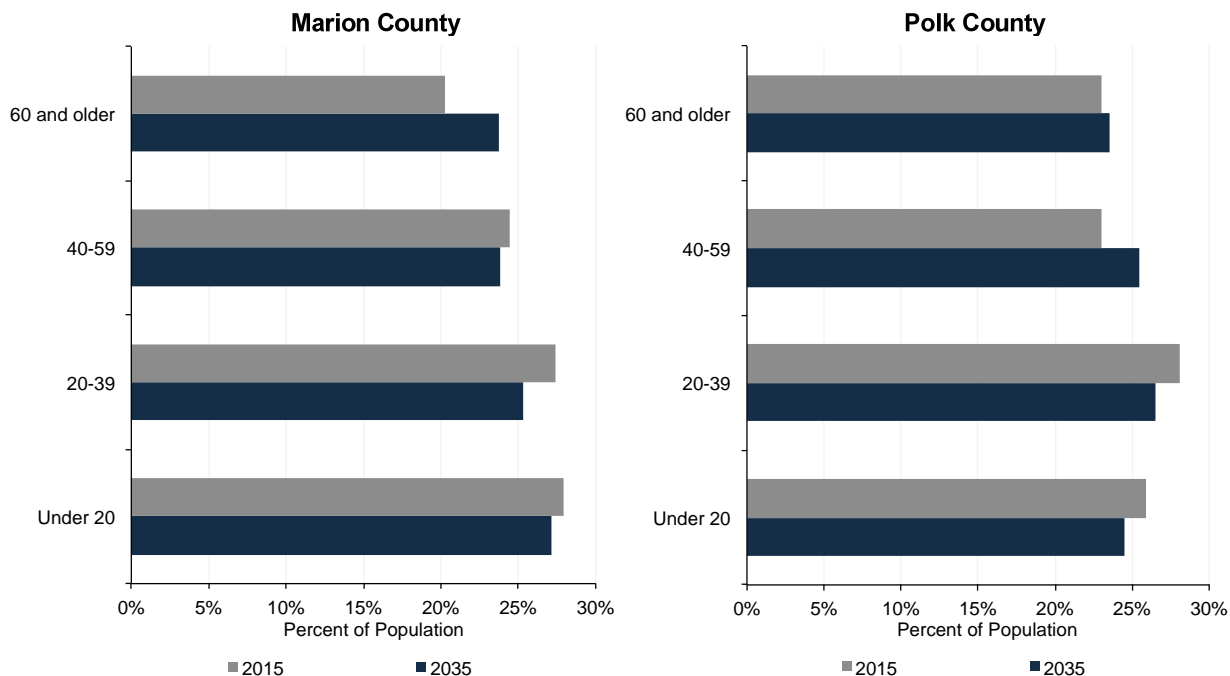 Marion County
60 and older
40-59
20-39
Under 20
0% 5% 10% 15% 20% 25% 30%
Percent of Population
2015 2035
Polk County
60 and older
40-59
20-39
Under 20
0% 5% 10% 15% 20% 25% 30%
Percent of Population
2015 2035